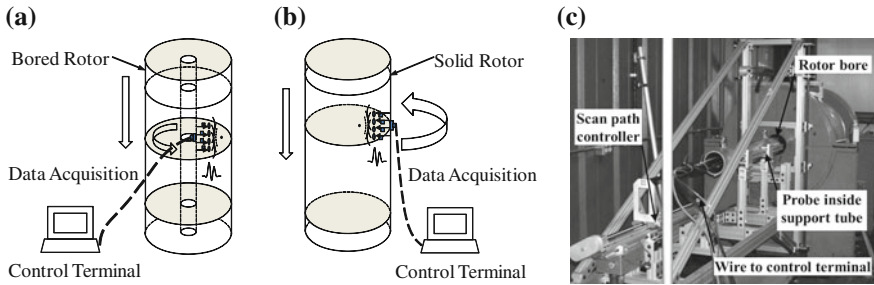 (a)
Bored Rotor
Data Acquisition
Control Terminal
(b)
Solid Rotor
Data Acquisition
Control Terminal
(c)
Rotor bore
Scan path
controller
Probe inside
support tube
Wire to control terminal